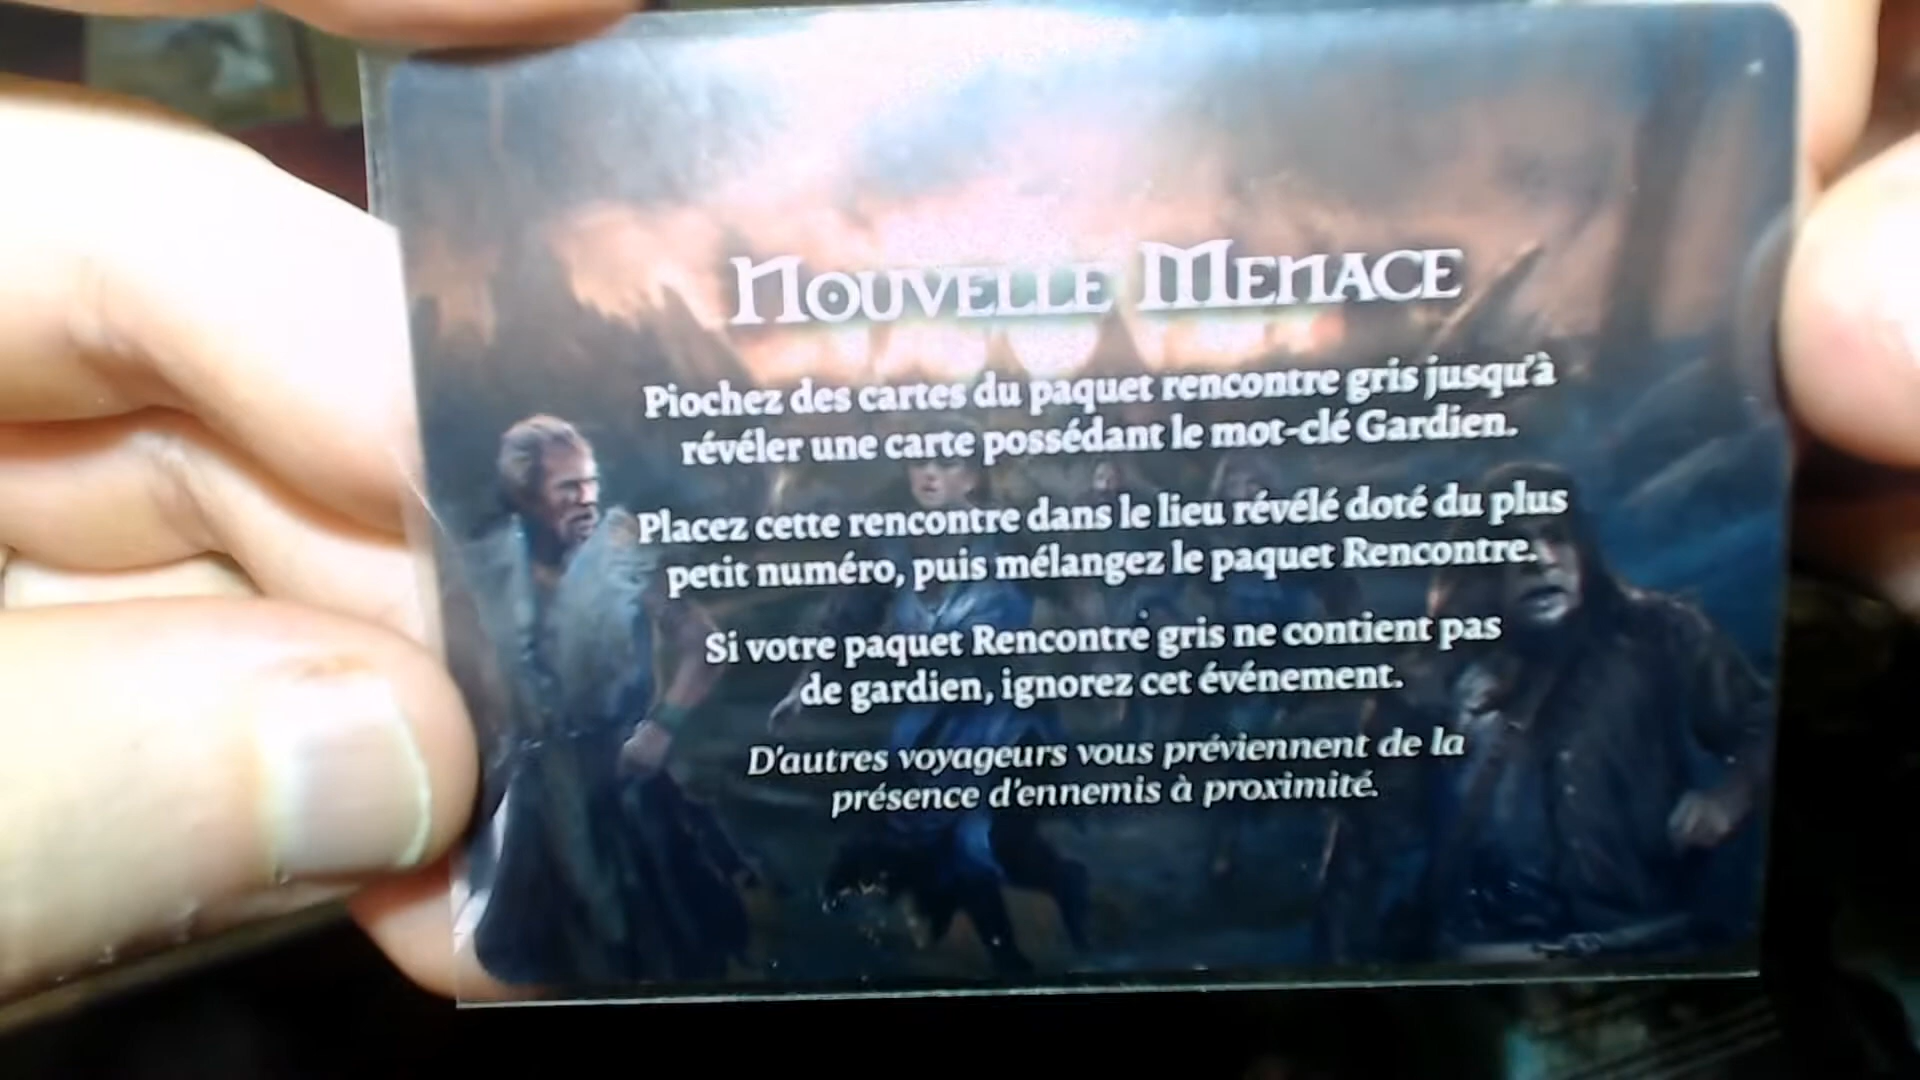 Nouvelle Menace
Piochez des cartes du paquet rencontre gris jusqu'à
révéler une carte possédant le mot-clé Gardien.
Placez cette rencontre dans le lieu révélé doté du plus
petit numéro, puis mélangez le paquet Rencontre.
Si votre paquet Rencontre gris ne contient pas
de gardien, ignorez cet événement.
D'autres voyageurs vous préviennent de la
présence d'ennemis à proximité.